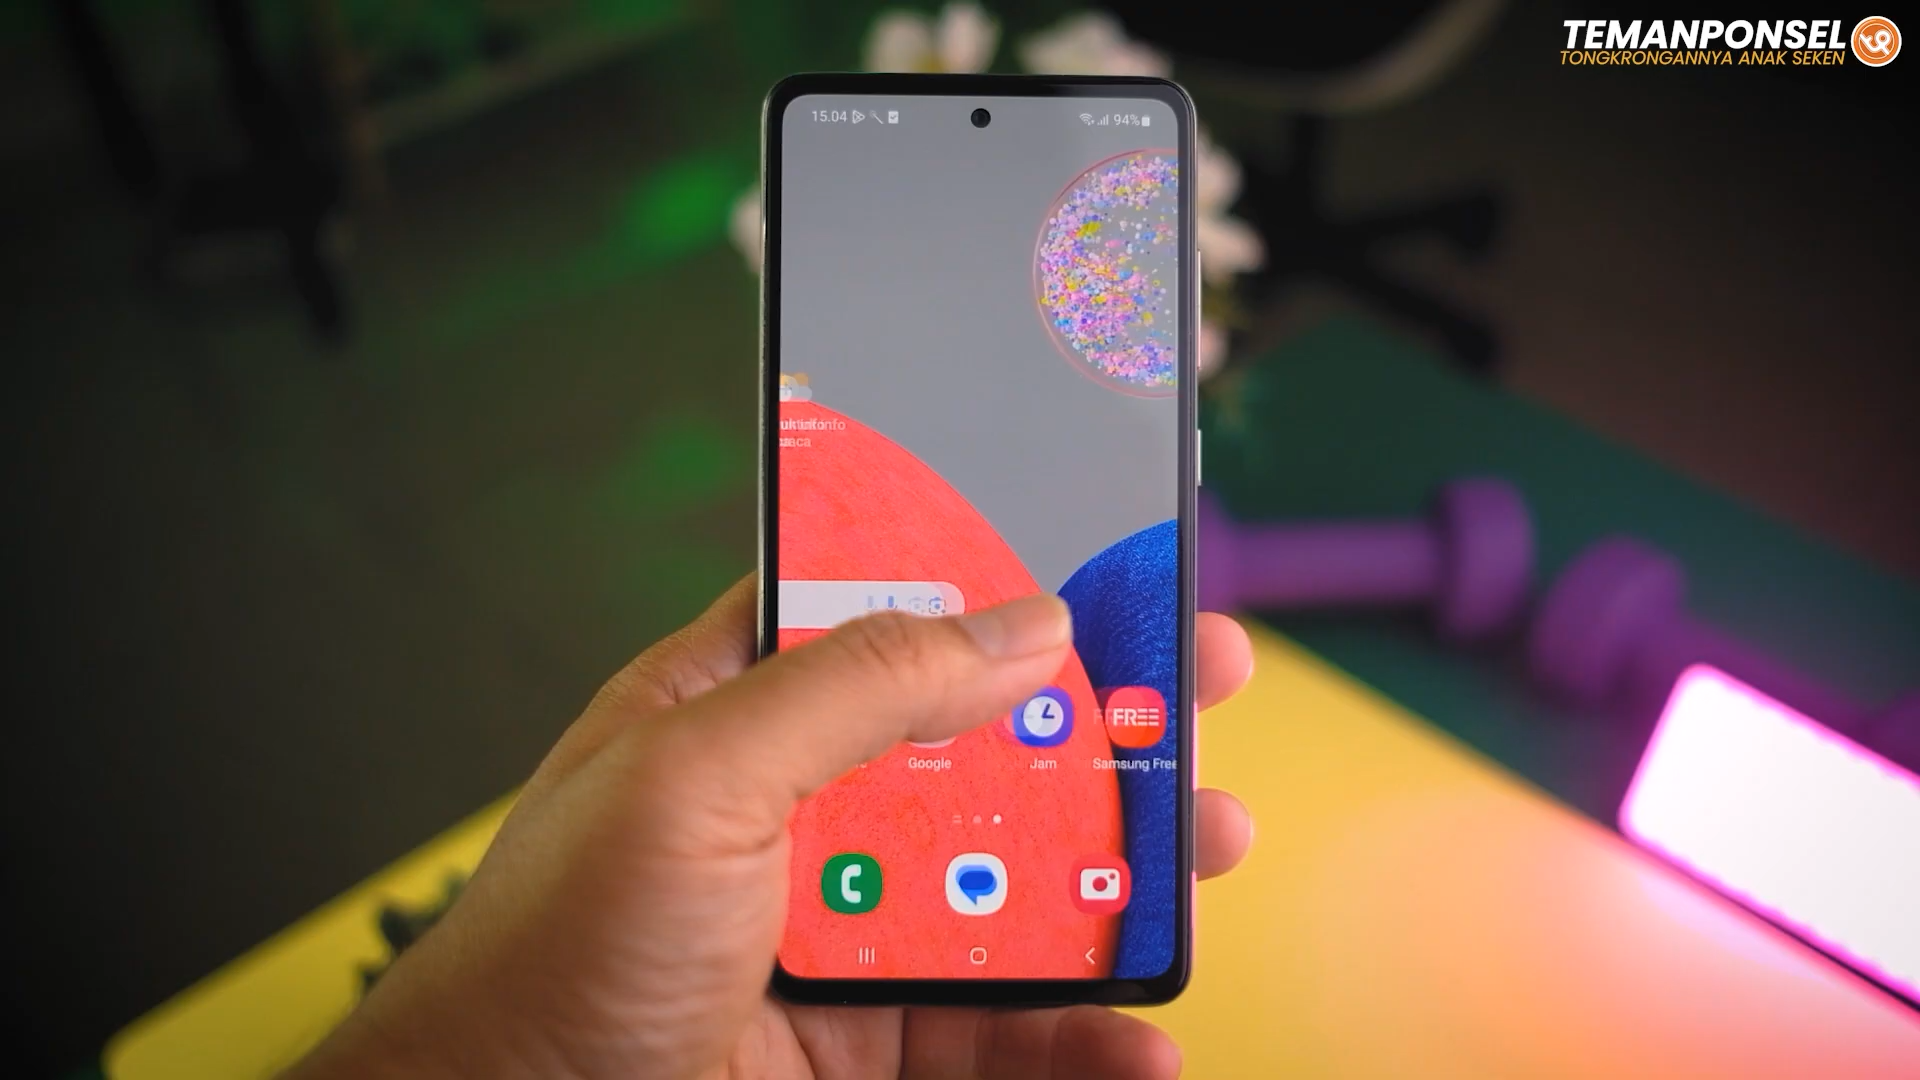 TEMANPONSEL
TONGKRONGANNYA ANAK SEKEN
15.04
94%
FREE
Google
Jam
Samsung Free